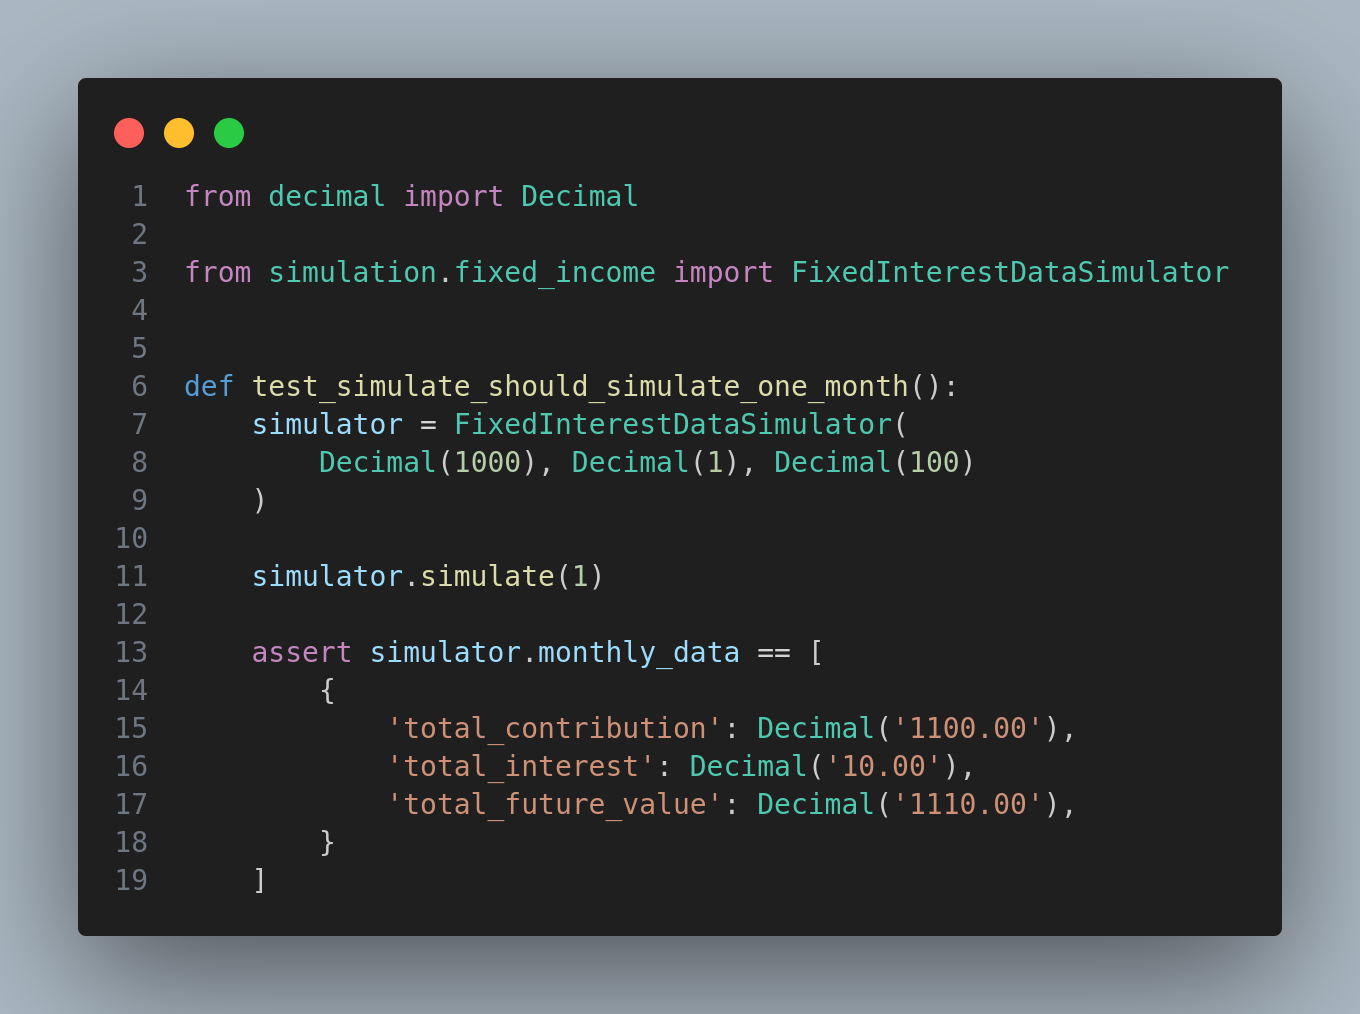 1 from decimal import Decimal
2
3 from simulation.fixed_income import FixedInterestDataSimulator
4
5
6 def test_simulate_should_simulate_one_month():
7     simulator = FixedInterestDataSimulator(
8         Decimal(1000), Decimal(1), Decimal(100)
9     )
10
11     simulator.simulate(1)
12
13     assert simulator.monthly_data == [
14         {
15             'total_contribution': Decimal('1100.00'),
16             'total_interest': Decimal('10.00'),
17             'total_future_value': Decimal('1110.00'),
18         }
19     ]